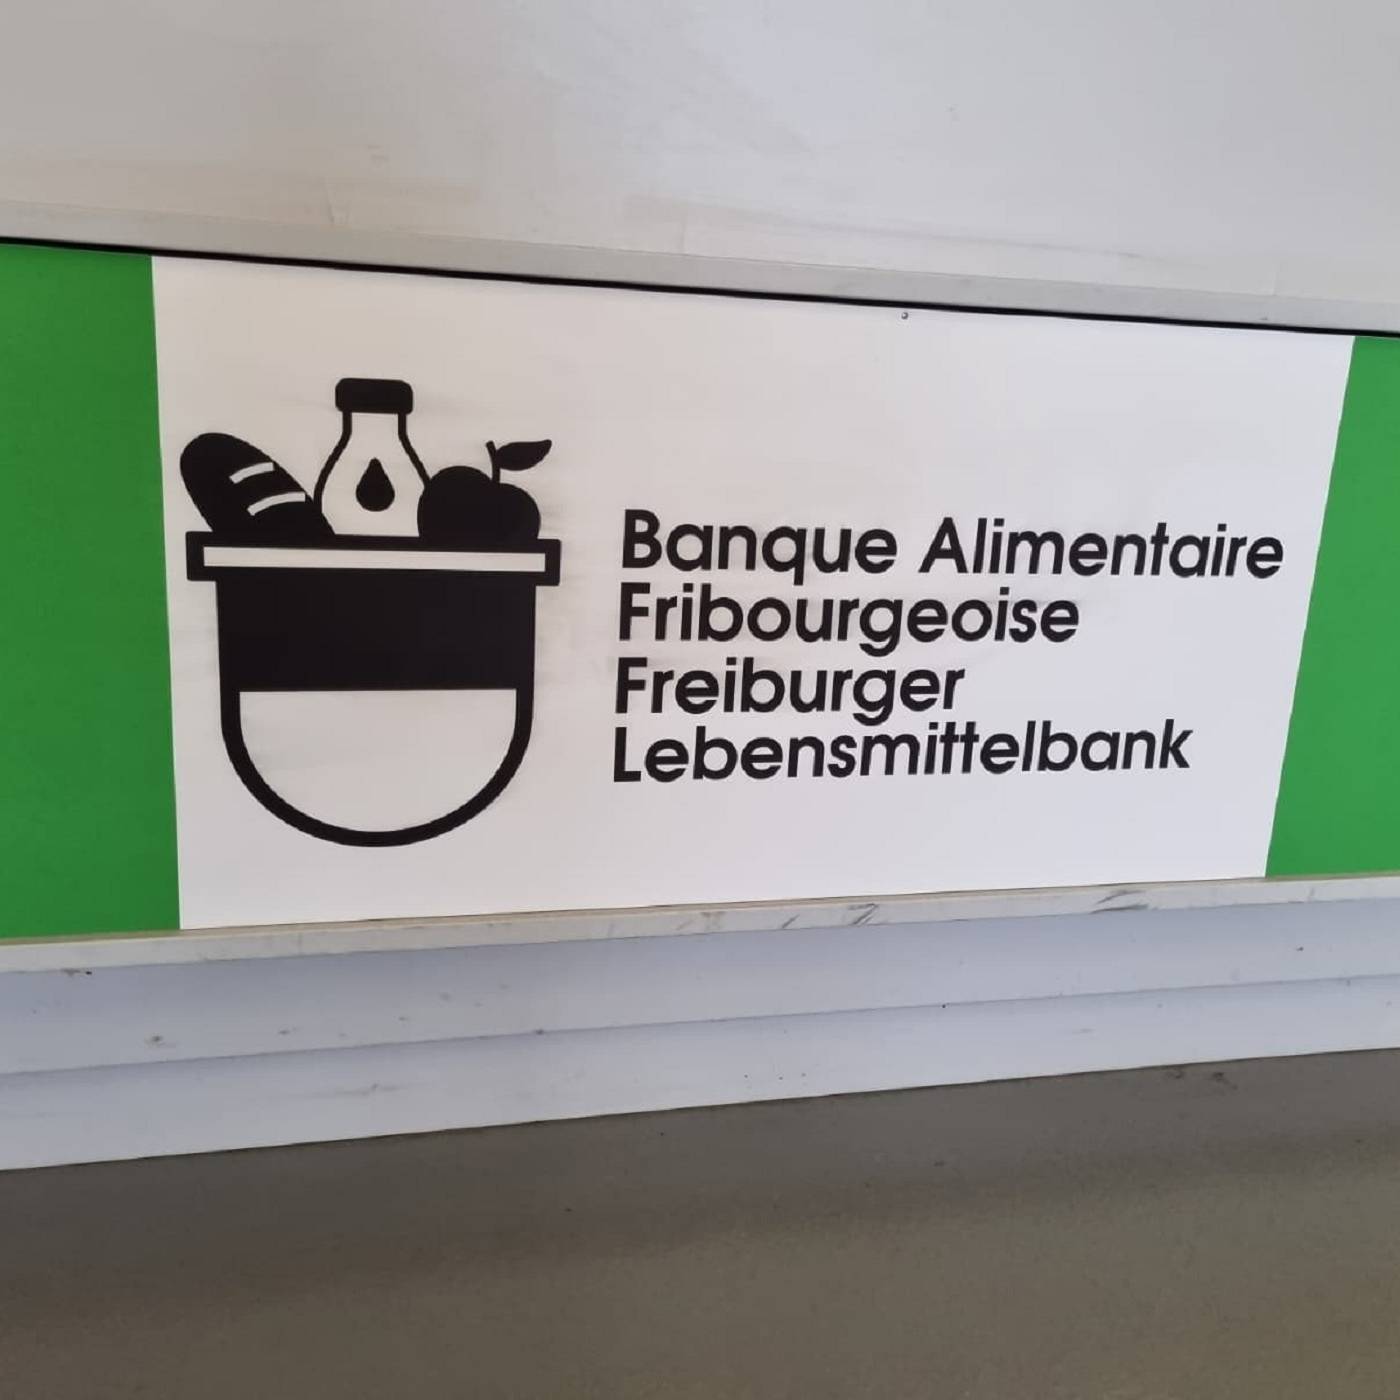 Banque Alimentaire
Fribourgeoise
Freiburger
Lebensmittelbank